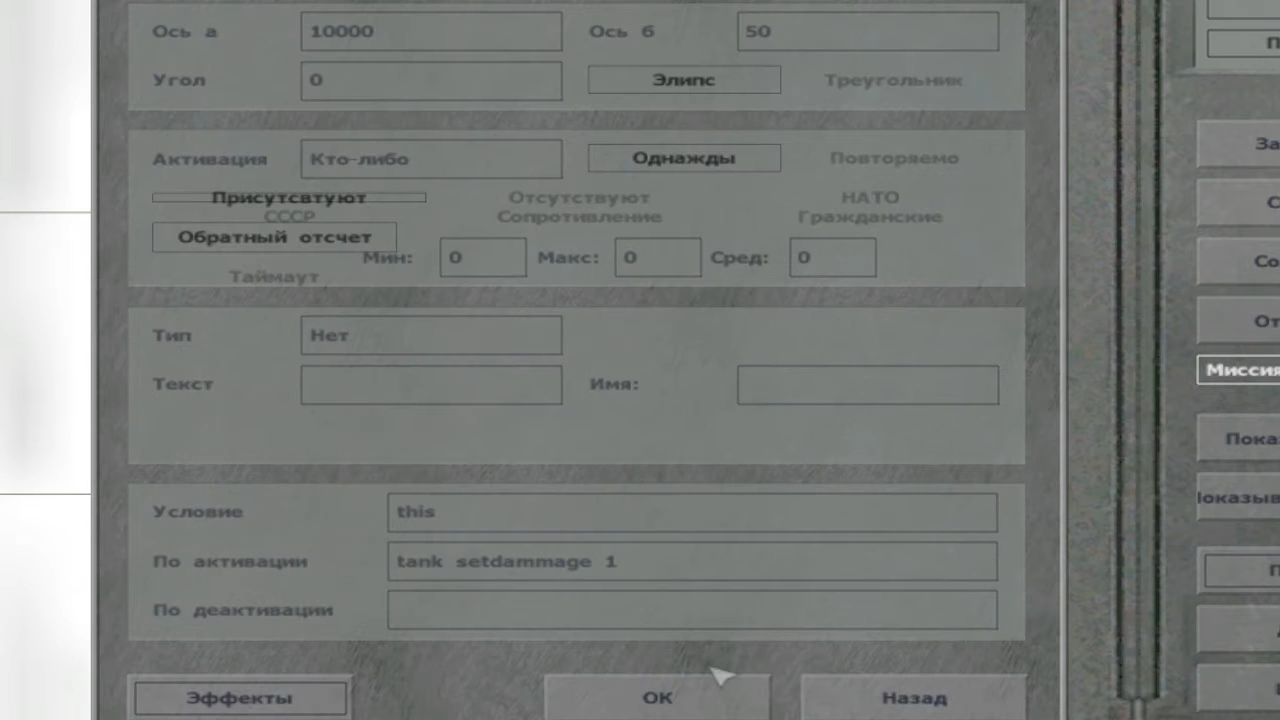 Ось а 10000 Ось б 50
Угол 0 Элипс Треугольник
Активация Кто-либо Однажды Повторяемо
Присутсвтуют Отсутствуют НАТО
СССР Сопротивление Гражданские
Обратный отсчет
Мин: 0 Макс: 0 Сред: 0
Таймаут
Тип Нет
Текст Имя:
Условие this
По активации tank setdammage 1
По деактивации
Эффекты ОК Назад
Миссия